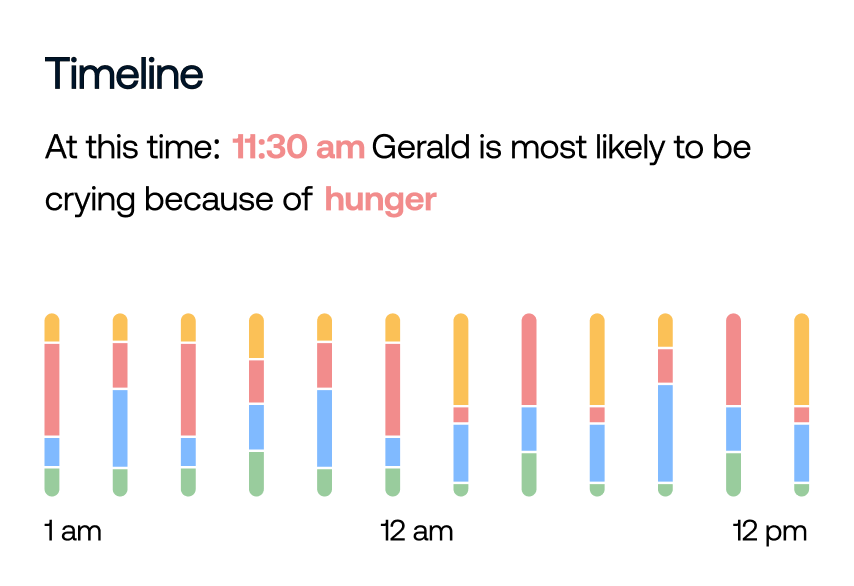 Timeline
At this time: 11:30 am Gerald is most likely to be
crying because of hunger
1 am
12 am
12 pm